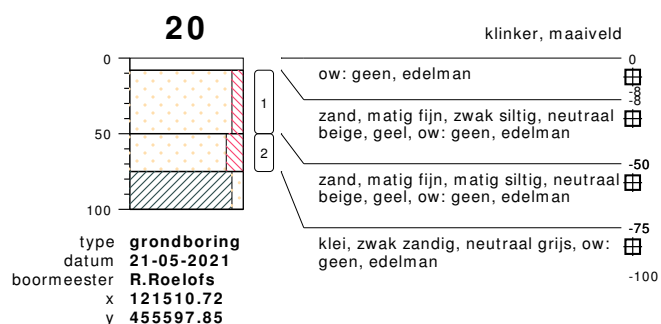 20
klinker, maaiveld
0
0
ow: geen, edelman
-8
-8
1
zand, matig fijn, zwak siltig, neutraal
beige, geel, ow: geen, edelman
50
-50
2
zand, matig fijn, matig siltig, neutraal
beige, geel, ow: geen, edelman
100
-75
klei, zwak zandig, neutraal grijs, ow:
geen, edelman
-100
type grondboring
datum 21-05-2021
boormeester R.Roelofs
x 121510.72
y 455597.85